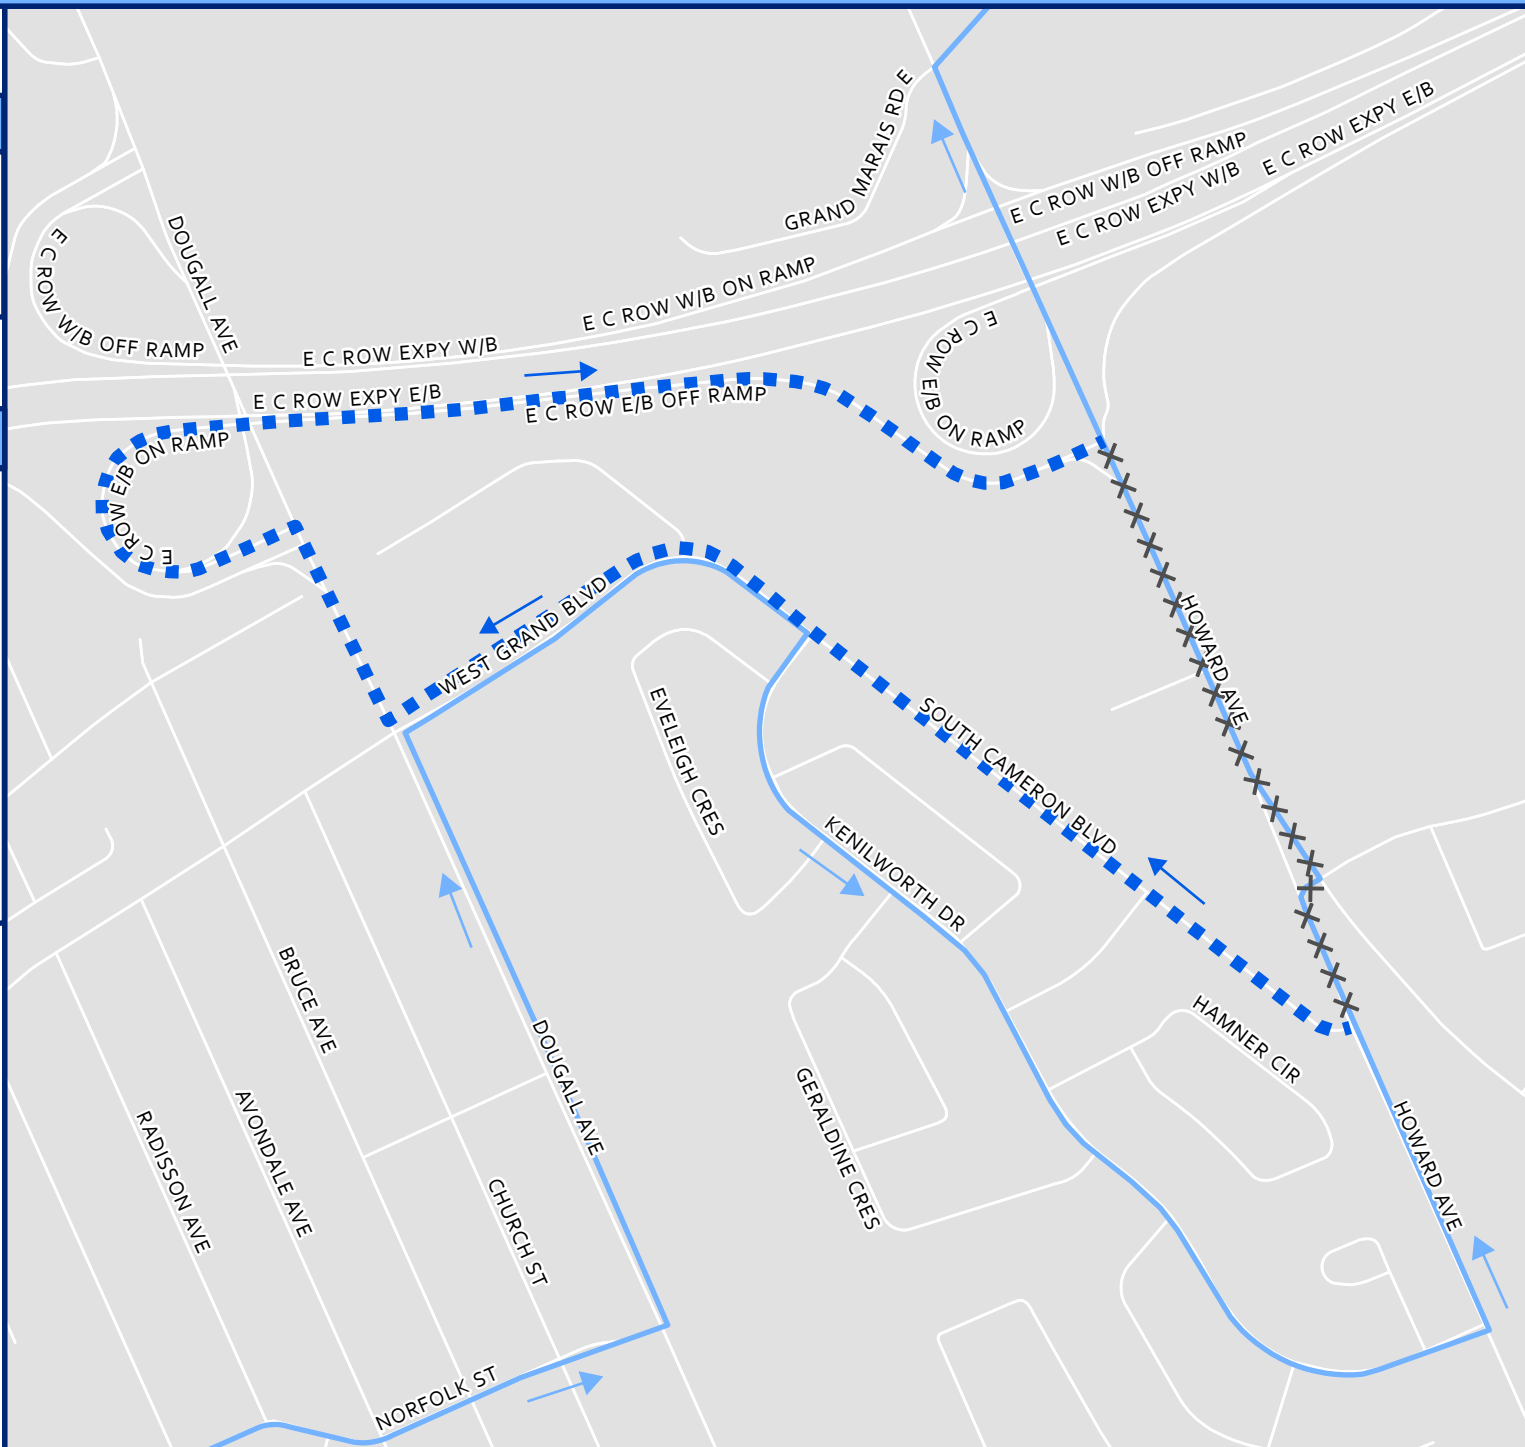 GRAND MARAIS RD E
E C ROW W/B OFF RAMP
E C ROW EXPY E/B
E C ROW EXPY W/B
DOUGALL AVE
E C ROW W/B OFF RAMP
E C ROW W/B ON RAMP
E C ROW EXPY W/B
E C ROW E/B ON RAMP
E C ROW EXPY E/B
E C ROW E/B OFF RAMP
E C ROW E/B ON RAMP
WEST GRAND BLVD
HOWARD AVE
EVELEIGH CRES
SOUTH CAMERON BLVD
KENILWORTH DR
BRUCE AVE
HAMNER CIR
DOUGALL AVE
GERALDINE CRES
AVONDALE AVE
RADISSON AVE
HOWARD AVE
CHURCH ST
NORFOLK ST